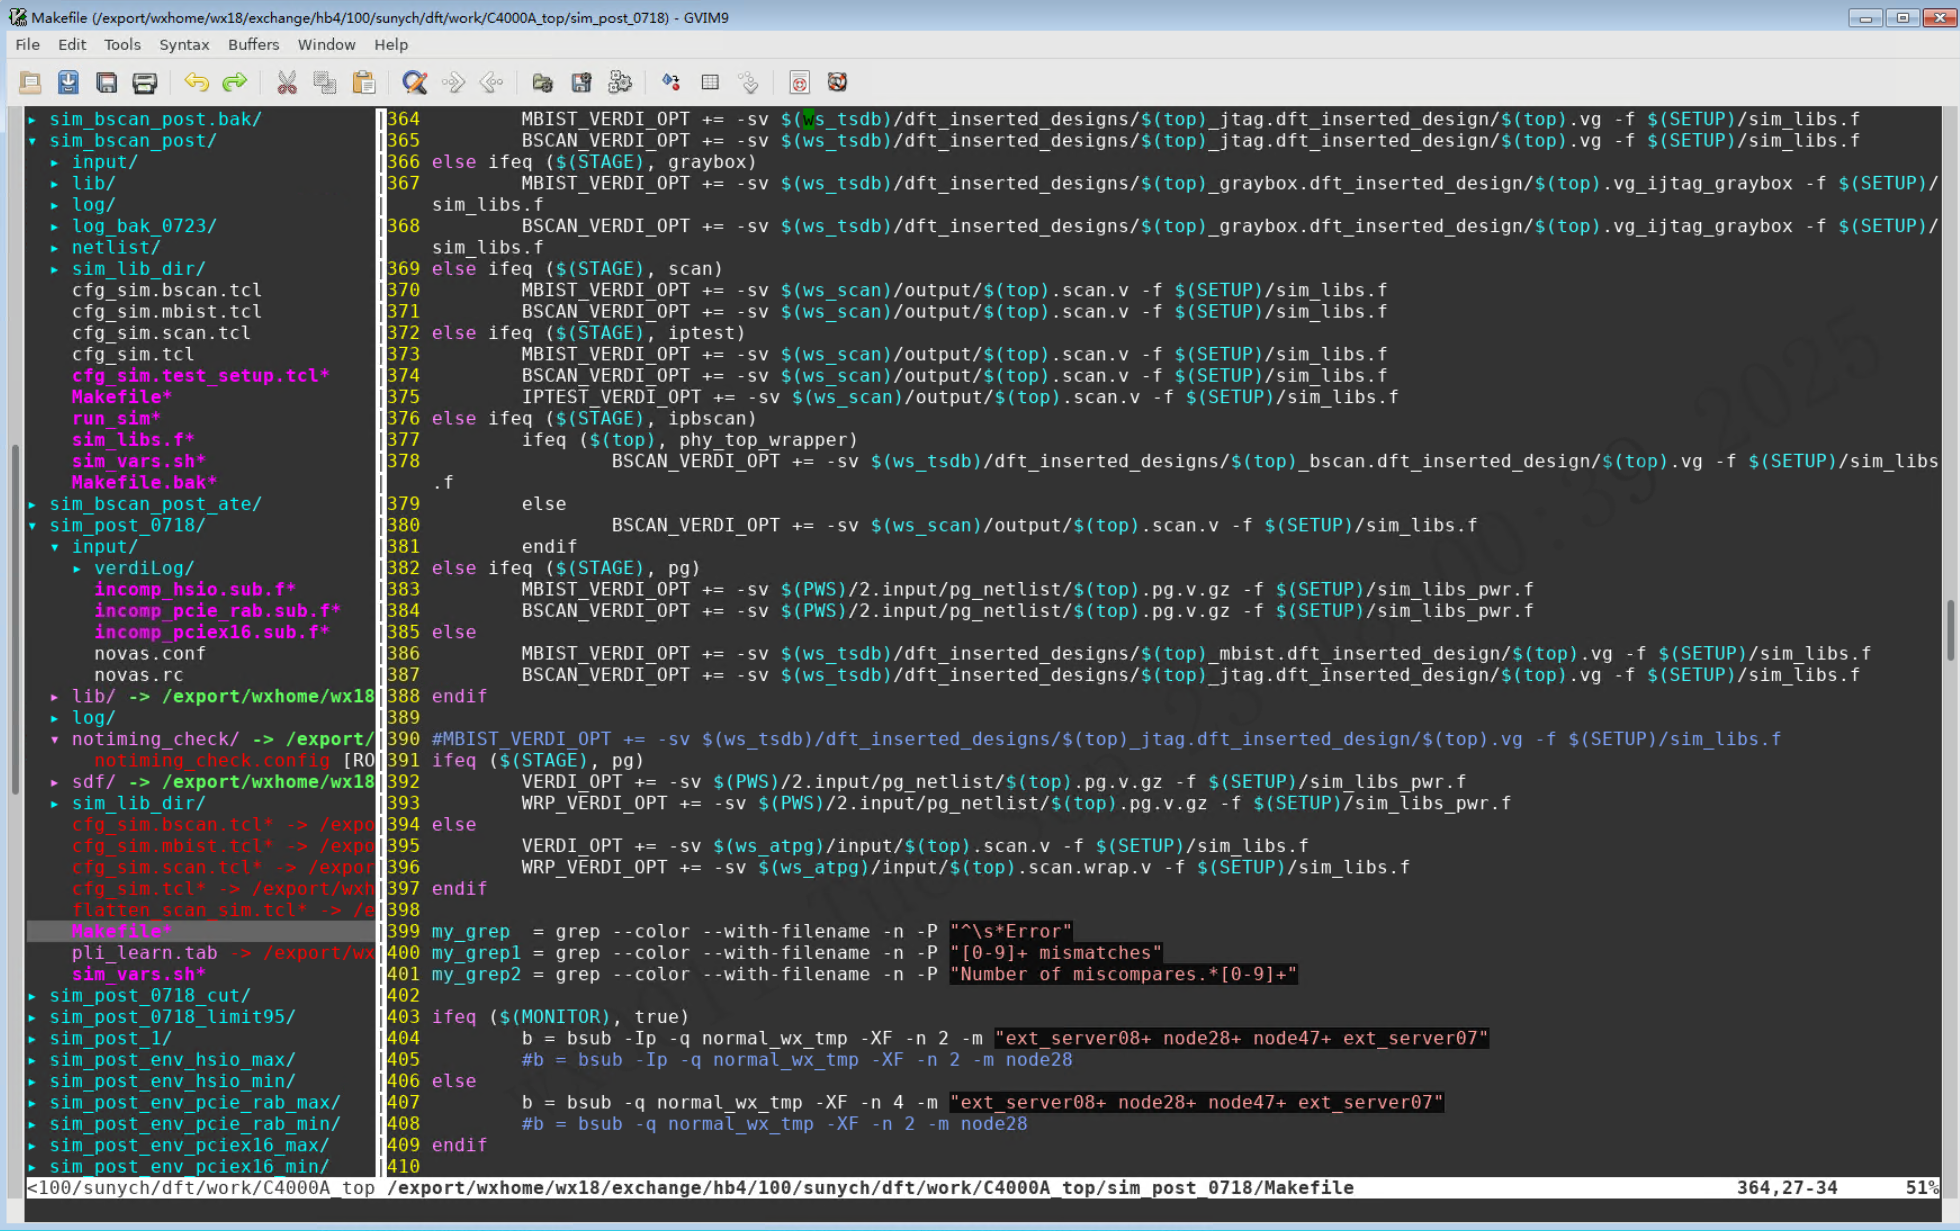 Makefile (/export/wxhome/wx18/exchange/hb4/100/sunych/dft/work/C4000A_top/sim_post_0718) - GVIM9
File Edit Tools Syntax Buffers Window Help
▸ sim_bscan_post.bak/
▾ sim_bscan_post/
▸ input/
▸ lib/
▸ log/
▸ log_bak_0723/
▸ netlist/
▸ sim_lib_dir/
cfg_sim.bscan.tcl
cfg_sim.mbist.tcl
cfg_sim.scan.tcl
cfg_sim.tcl
cfg_sim.test_setup.tcl*
Makefile*
run_sim*
sim_libs.f*
sim_vars.sh*
Makefile.bak*
▸ sim_bscan_post_ate/
▾ sim_post_0718/
▾ input/
▸ verdiLog/
incomp_hsio.sub.f*
incomp_pcie_rab.sub.f*
incomp_pciex16.sub.f*
novas.conf
novas.rc
▸ lib/ -> /export/wxhome/wx18
▸ log/
▾ notiming_check/ -> /export/
notiming_check.config [RO
▸ sdf/ -> /export/wxhome/wx18
▸ sim_lib_dir/
cfg_sim.bscan.tcl* -> /expo
cfg_sim.mbist.tcl* -> /expo
cfg_sim.scan.tcl* -> /expor
cfg_sim.tcl* -> /export/wxh
flatten_scan_sim.tcl* -> /e
Makefile*
pli_learn.tab -> /export/wx
sim_vars.sh*
▸ sim_post_0718_cut/
▸ sim_post_0718_limit95/
▸ sim_post_1/
▸ sim_post_env_hsio_max/
▸ sim_post_env_hsio_min/
▸ sim_post_env_pcie_rab_max/
▸ sim_post_env_pcie_rab_min/
▸ sim_post_env_pciex16_max/
▸ sim_post_env_pciex16_min/
364 MBIST_VERDI_OPT += -sv $(ws_tsdb)/dft_inserted_designs/$(top)_jtag.dft_inserted_design/$(top).vg -f $(SETUP)/sim_libs.f
365 BSCAN_VERDI_OPT += -sv $(ws_tsdb)/dft_inserted_designs/$(top)_jtag.dft_inserted_design/$(top).vg -f $(SETUP)/sim_libs.f
366 else ifeq ($(STAGE), graybox)
367 MBIST_VERDI_OPT += -sv $(ws_tsdb)/dft_inserted_designs/$(top)_graybox.dft_inserted_design/$(top).vg_ijtag_graybox -f $(SETUP)/
sim_libs.f
368 BSCAN_VERDI_OPT += -sv $(ws_tsdb)/dft_inserted_designs/$(top)_graybox.dft_inserted_design/$(top).vg_ijtag_graybox -f $(SETUP)/
sim_libs.f
369 else ifeq ($(STAGE), scan)
370 MBIST_VERDI_OPT += -sv $(ws_scan)/output/$(top).scan.v -f $(SETUP)/sim_libs.f
371 BSCAN_VERDI_OPT += -sv $(ws_scan)/output/$(top).scan.v -f $(SETUP)/sim_libs.f
372 else ifeq ($(STAGE), iptest)
373 MBIST_VERDI_OPT += -sv $(ws_scan)/output/$(top).scan.v -f $(SETUP)/sim_libs.f
374 BSCAN_VERDI_OPT += -sv $(ws_scan)/output/$(top).scan.v -f $(SETUP)/sim_libs.f
375 IPTEST_VERDI_OPT += -sv $(ws_scan)/output/$(top).scan.v -f $(SETUP)/sim_libs.f
376 else ifeq ($(STAGE), ipbscan)
377 ifeq ($(top), phy_top_wrapper)
378 BSCAN_VERDI_OPT += -sv $(ws_tsdb)/dft_inserted_designs/$(top)_bscan.dft_inserted_design/$(top).vg -f $(SETUP)/sim_libs
.f
379 else
380 BSCAN_VERDI_OPT += -sv $(ws_scan)/output/$(top).scan.v -f $(SETUP)/sim_libs.f
381 endif
382 else ifeq ($(STAGE), pg)
383 MBIST_VERDI_OPT += -sv $(PWS)/2.input/pg_netlist/$(top).pg.v.gz -f $(SETUP)/sim_libs_pwr.f
384 BSCAN_VERDI_OPT += -sv $(PWS)/2.input/pg_netlist/$(top).pg.v.gz -f $(SETUP)/sim_libs_pwr.f
385 else
386 MBIST_VERDI_OPT += -sv $(ws_tsdb)/dft_inserted_designs/$(top)_mbist.dft_inserted_design/$(top).vg -f $(SETUP)/sim_libs.f
387 BSCAN_VERDI_OPT += -sv $(ws_tsdb)/dft_inserted_designs/$(top)_jtag.dft_inserted_design/$(top).vg -f $(SETUP)/sim_libs.f
388 endif
389
390 #MBIST_VERDI_OPT += -sv $(ws_tsdb)/dft_inserted_designs/$(top)_jtag.dft_inserted_design/$(top).vg -f $(SETUP)/sim_libs.f
391 ifeq ($(STAGE), pg)
392 VERDI_OPT += -sv $(PWS)/2.input/pg_netlist/$(top).pg.v.gz -f $(SETUP)/sim_libs_pwr.f
393 WRP_VERDI_OPT += -sv $(PWS)/2.input/pg_netlist/$(top).pg.v.gz -f $(SETUP)/sim_libs_pwr.f
394 else
395 VERDI_OPT += -sv $(ws_atpg)/input/$(top).scan.v -f $(SETUP)/sim_libs.f
396 WRP_VERDI_OPT += -sv $(ws_atpg)/input/$(top).scan.wrap.v -f $(SETUP)/sim_libs.f
397 endif
398
399 my_grep  = grep --color --with-filename -n -P "^\s*Error"
400 my_grep1 = grep --color --with-filename -n -P "[0-9]+ mismatches"
401 my_grep2 = grep --color --with-filename -n -P "Number of miscompares.*[0-9]+"
402
403 ifeq ($(MONITOR), true)
404 b = bsub -Ip -q normal_wx_tmp -XF -n 2 -m "ext_server08+ node28+ node47+ ext_server07"
405 #b = bsub -Ip -q normal_wx_tmp -XF -n 2 -m node28
406 else
407 b = bsub -q normal_wx_tmp -XF -n 4 -m "ext_server08+ node28+ node47+ ext_server07"
408 #b = bsub -q normal_wx_tmp -XF -n 2 -m node28
409 endif
410
<100/sunych/dft/work/C4000A_top /export/wxhome/wx18/exchange/hb4/100/sunych/dft/work/C4000A_top/sim_post_0718/Makefile 364,27-34 51%